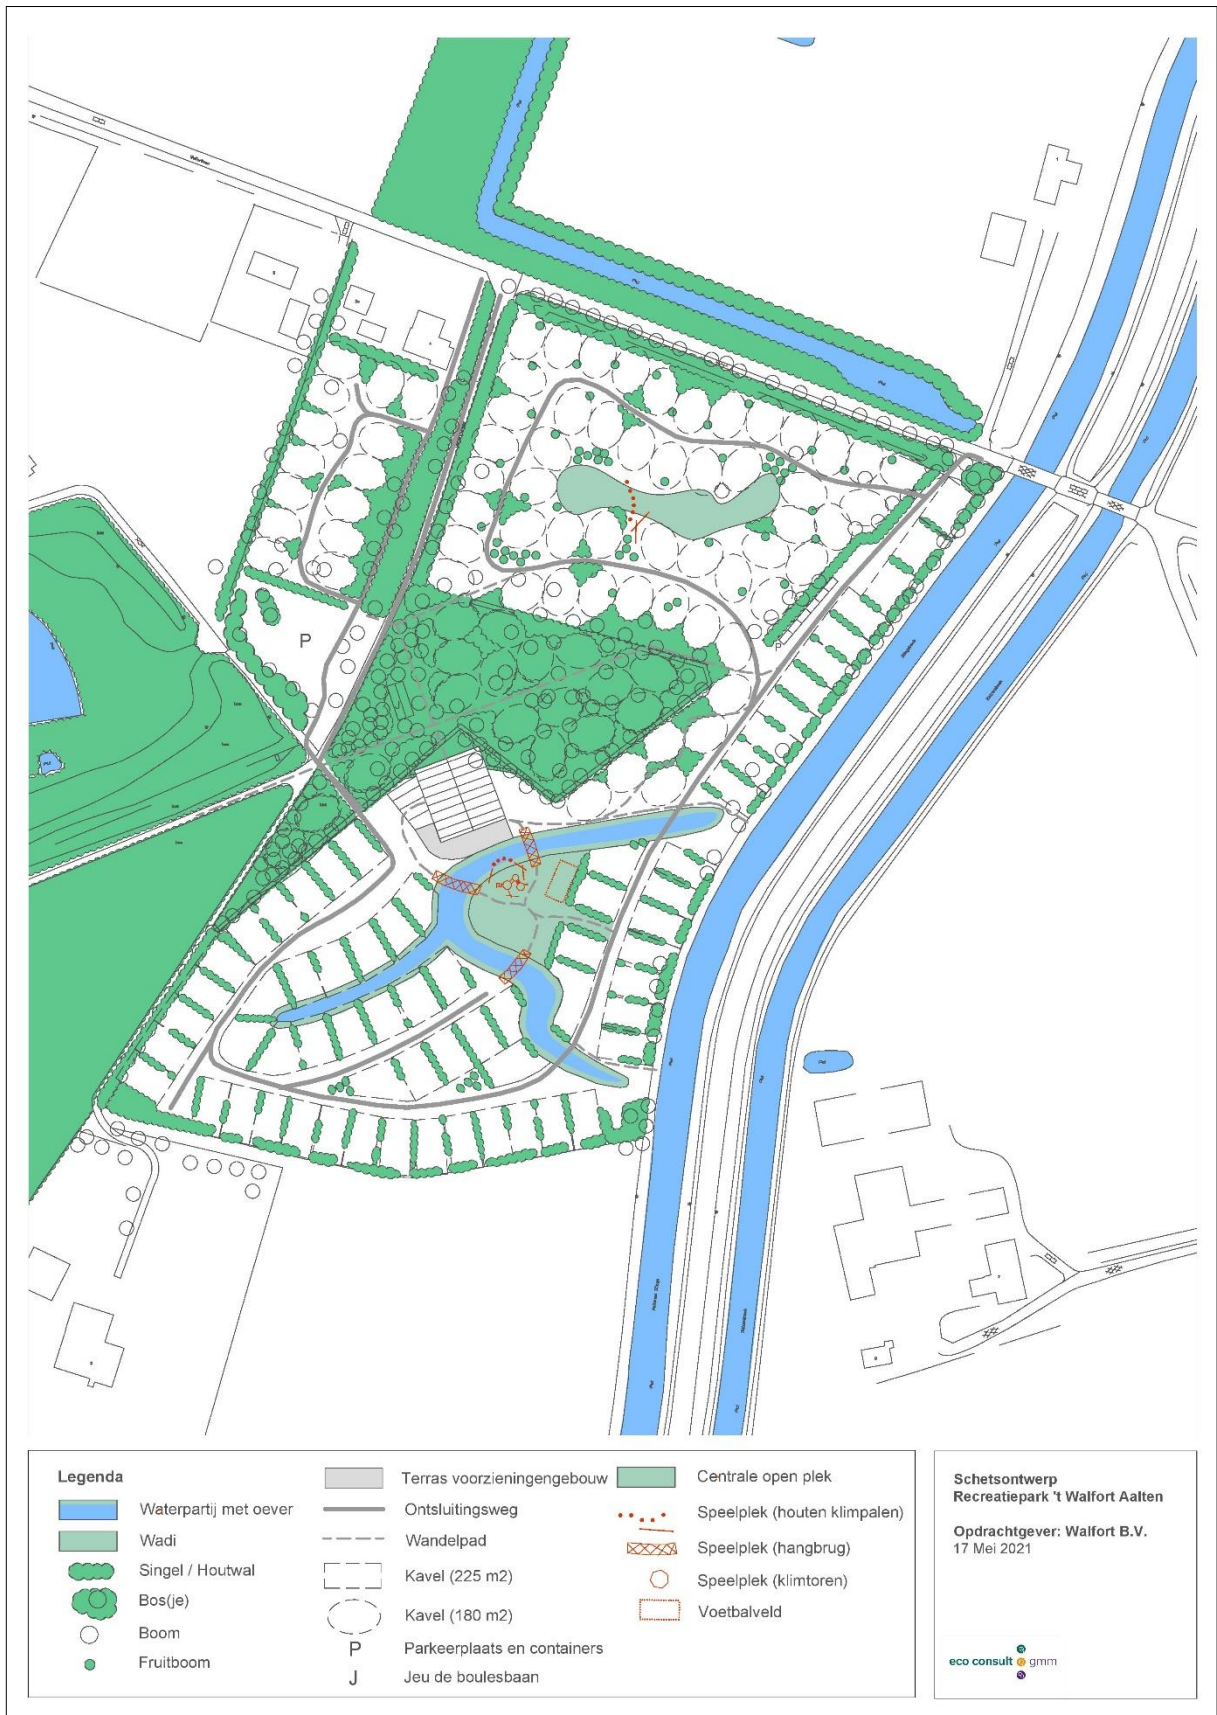 P
P
Legenda
Waterpartij met oever
Wadi
Singel / Houtwal
Bos(je)
Boom
Fruitboom
Terras voorzieningengebouw
Ontsluitingsweg
Wandelpad
Kavel (225 m2)
Kavel (180 m2)
P Parkeerplaats en containers
J Jeu de boulesbaan
Centrale open plek
Speelplek (houten klimpalen)
Speelplek (hangbrug)
Speelplek (klimtoren)
Voetbalveld
Schetsontwerp
Recreatiepark 't Walfort Aalten
Opdrachtgever: Walfort B.V.
17 Mei 2021
eco consult gmm